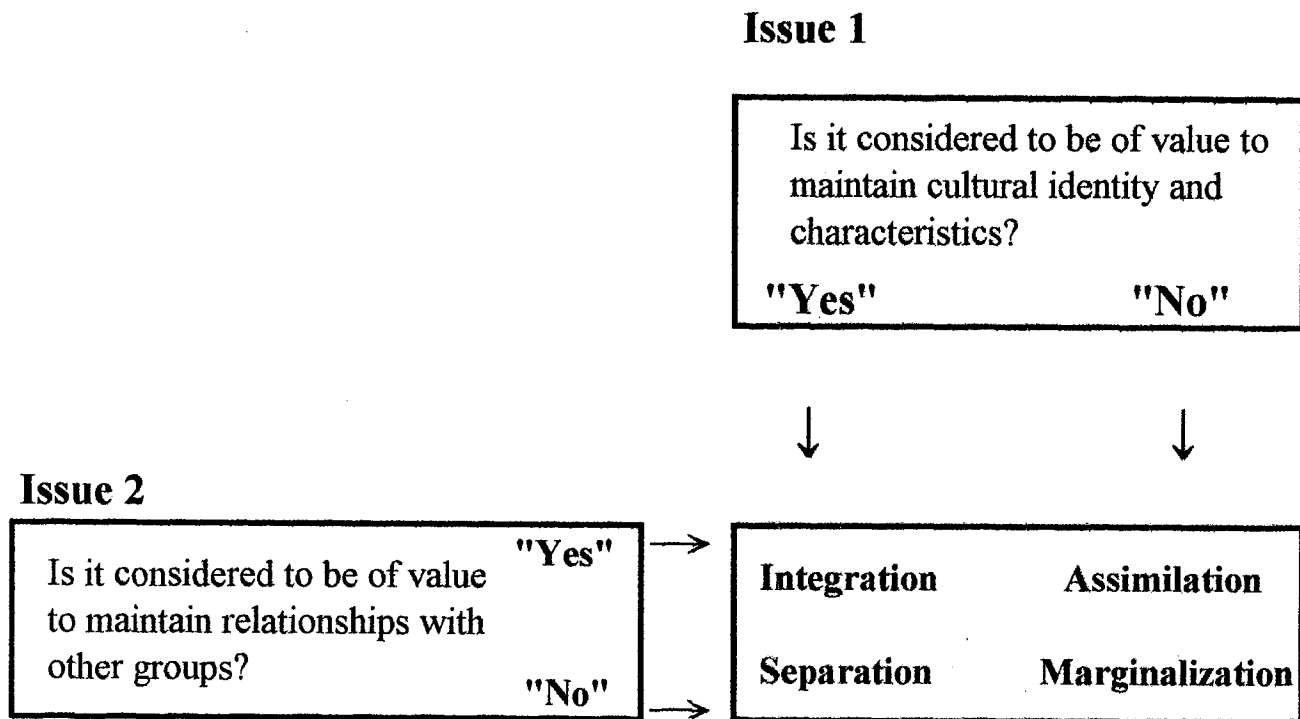 Issue 1
Is it considered to be of value to
maintain cultural identity and
characteristics?
"Yes" "No"
Issue 2
Is it considered to be of value
to maintain relationships with
other groups?
"Yes"
"No"
Integration Assimilation
Separation Marginalization